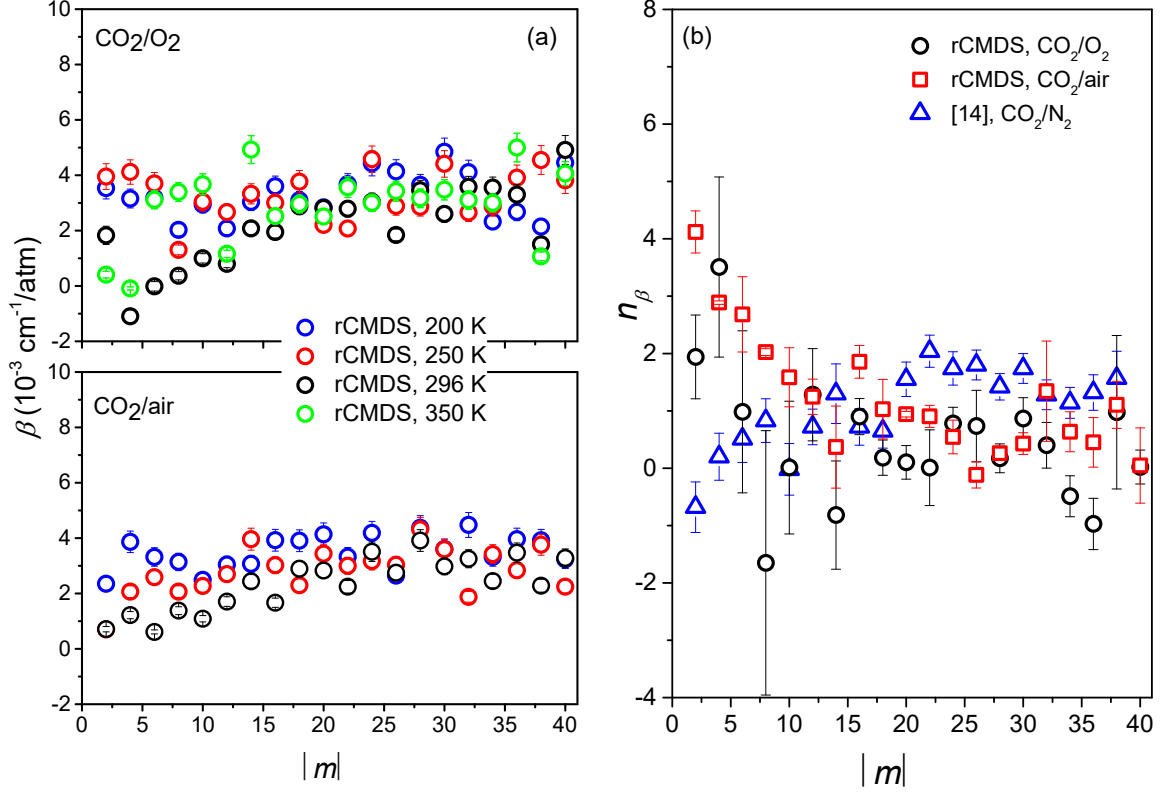 10
8
6
4
2
0
-2
CO₂/O₂
(a)
rCMDS, 200 K
rCMDS, 250 K
rCMDS, 296 K
rCMDS, 350 K
10
8
6
4
2
0
-2
CO₂/air
0 5 10 15 20 25 30 35 40
|m|
β (10⁻³ cm⁻¹/atm)
(b)
rCMDS, CO₂/O₂
rCMDS, CO₂/air
[14], CO₂/N₂
8
6
4
2
0
-2
-4
n_β
0 5 10 15 20 25 30 35 40
|m|